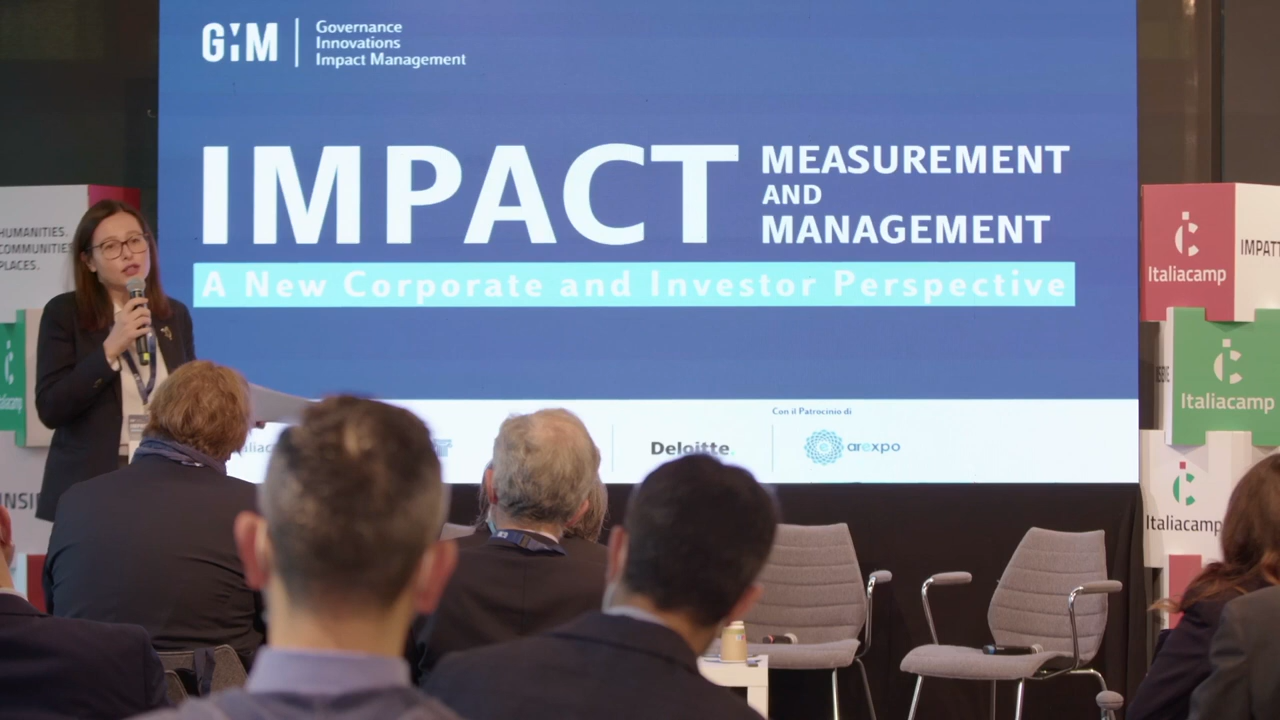 GIM
Governance
Innovations
Impact Management
IMPACT
MEASUREMENT
AND
MANAGEMENT
A New Corporate and Investor Perspective
Con il Patrocinio di
Deloitte.
arexpo
HUMANITIES.
COMMUNITIES
PLACES.
Italiacamp
Italiacamp
Italiacamp